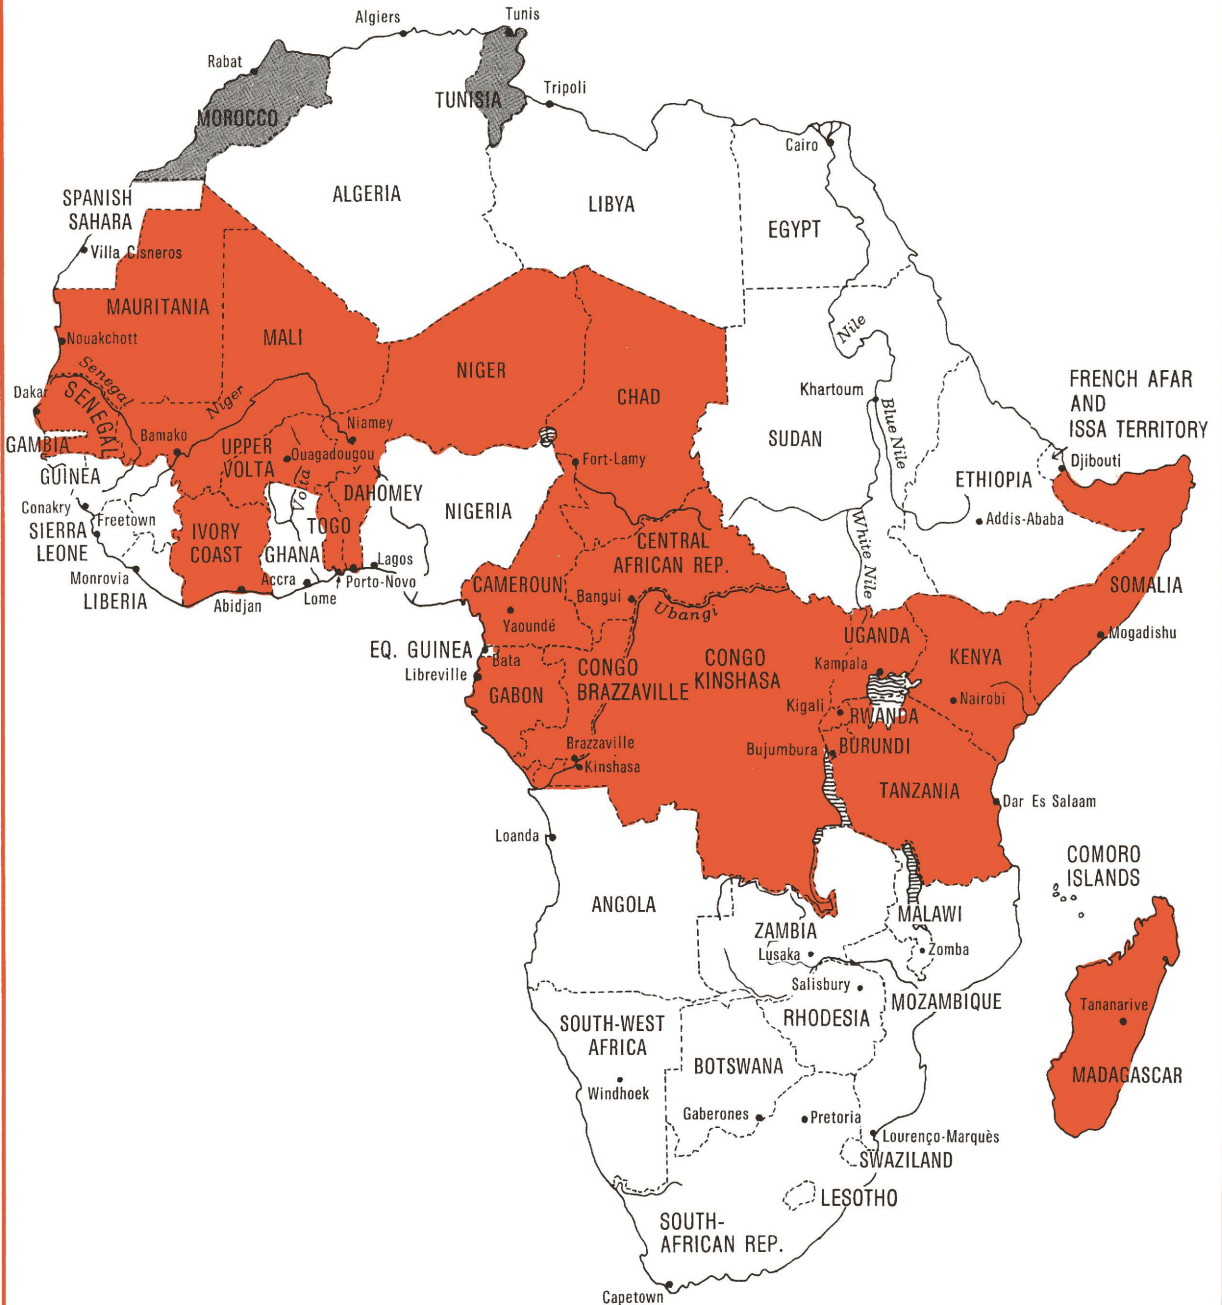 Algiers
Tunis
Rabat
Tripoli
TUNISIA
MOROCCO
Cairo
SPANISH
SAHARA
ALGERIA
LIBYA
EGYPT
Villa Cisneros
MAURITANIA
Nouakchott
MALI
Nile
Senegal
NIGER
Dakar
SENEGAL
Niger
CHAD
Khartoum
Blue Nile
FRENCH AFAR
AND
ISSA TERRITORY
GAMBIA
Bamako
Niamey
UPPER
VOLTA
Ouagadougou
SUDAN
Fort-Lamy
Djibouti
GUINEA
Volta
DAHOMEY
ETHIOPIA
Conakry
Freetown
SIERRA
LEONE
IVORY
COAST
TOGO
GHANA
NIGERIA
Addis-Ababa
White Nile
CENTRAL
AFRICAN REP.
Lagos
Monrovia
LIBERIA
Accra
Porto-Novo
Abidjan
Lome
CAMEROUN
Bangui
Ubangi
SOMALIA
Yaoundé
UGANDA
Mogadishu
EQ. GUINEA
Bata
Libreville
GABON
CONGO
BRAZZAVILLE
CONGO
KINSHASA
Kampala
KENYA
Nairobi
Kigali
RWANDA
Brazzaville
Kinshasa
Bujumbura
BURUNDI
TANZANIA
Dar Es Salaam
Loanda
COMORO
ISLANDS
ANGOLA
MALAWI
ZAMBIA
Lusaka
Zomba
Salisbury
MOZAMBIQUE
Tananarive
SOUTH-WEST
AFRICA
RHODESIA
Windhoek
BOTSWANA
MADAGASCAR
Gaberones
Pretoria
Lourenço-Marquès
SWAZILAND
LESOTHO
SOUTH-
AFRICAN REP.
Capetown